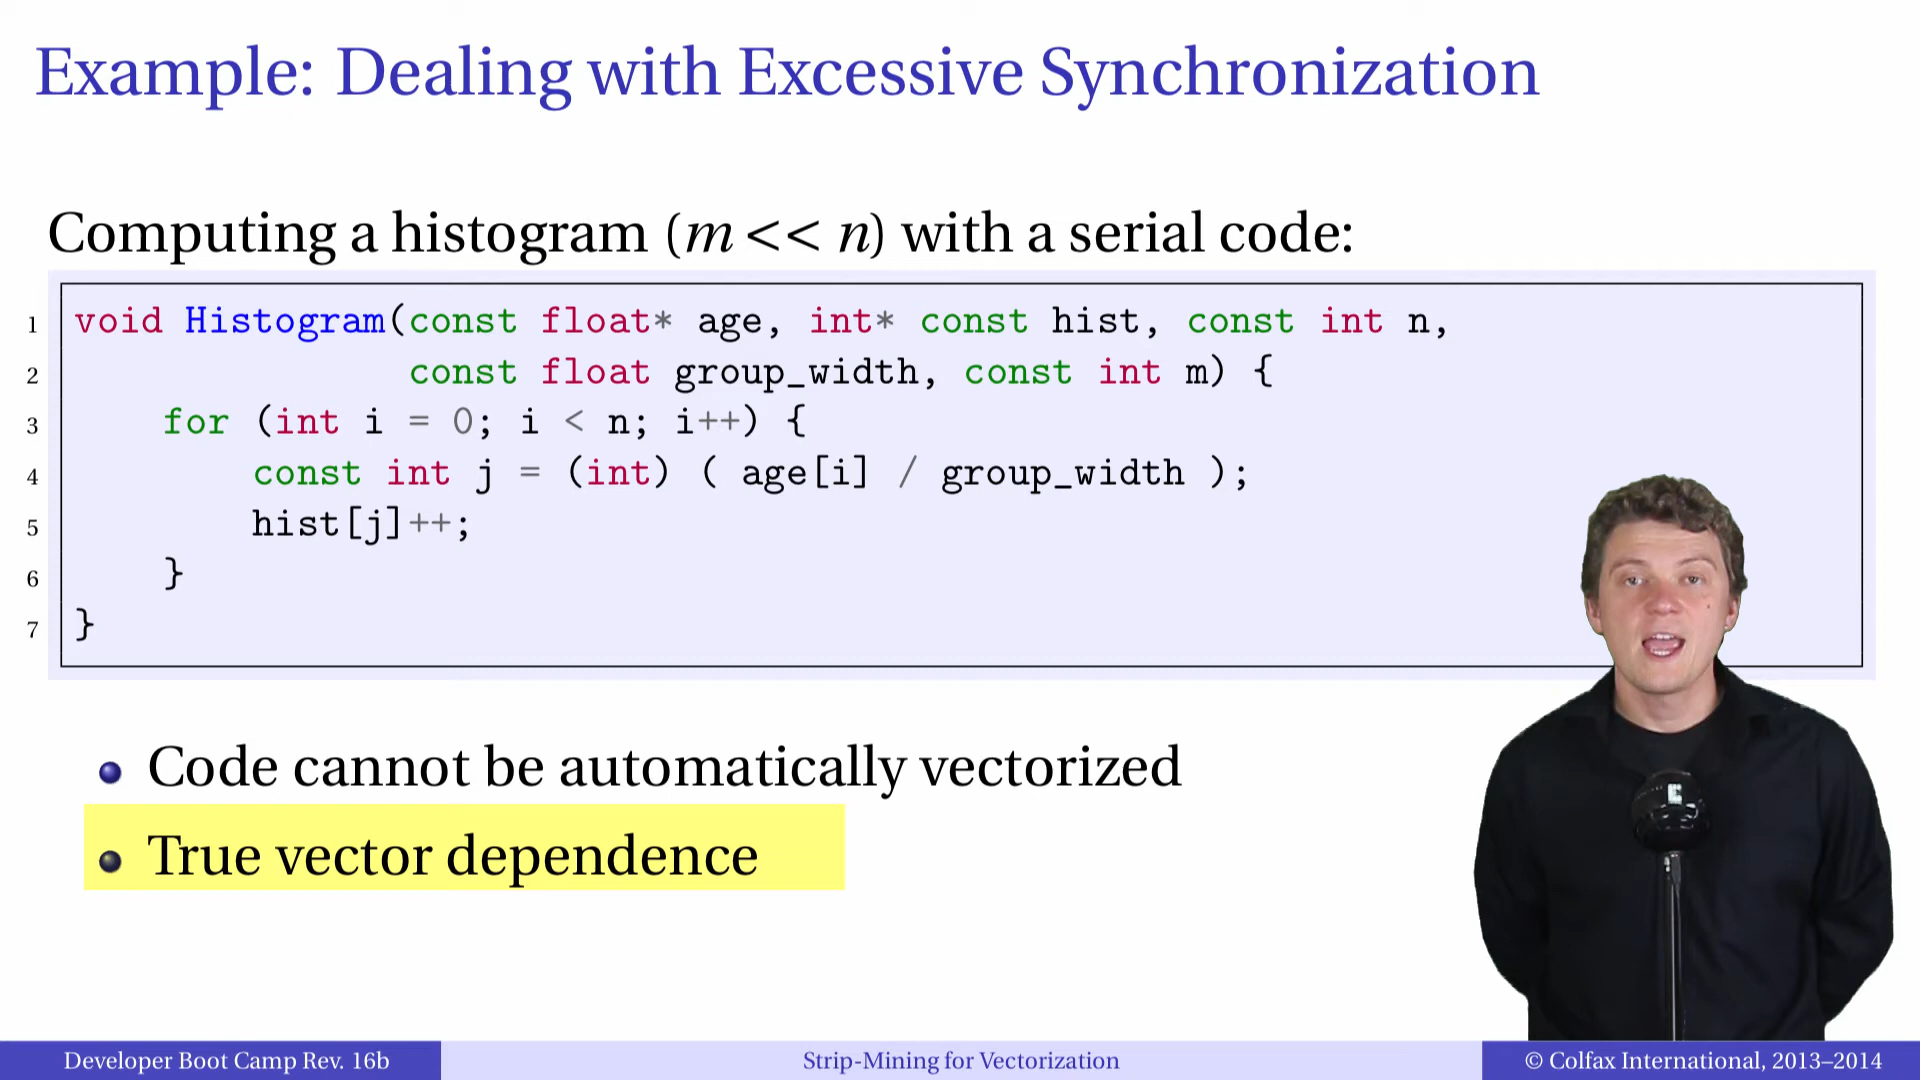 Example: Dealing with Excessive Synchronization
Computing a histogram (m << n) with a serial code:
1 void Histogram(const float* age, int* const hist, const int n,
2 const float group_width, const int m) {
3 for (int i = 0; i < n; i++) {
4 const int j = (int) ( age[i] / group_width );
5 hist[j]++;
6 }
7 }
Code cannot be automatically vectorized
True vector dependence
Developer Boot Camp Rev. 16b
Strip-Mining for Vectorization
© Colfax International, 2013–2014